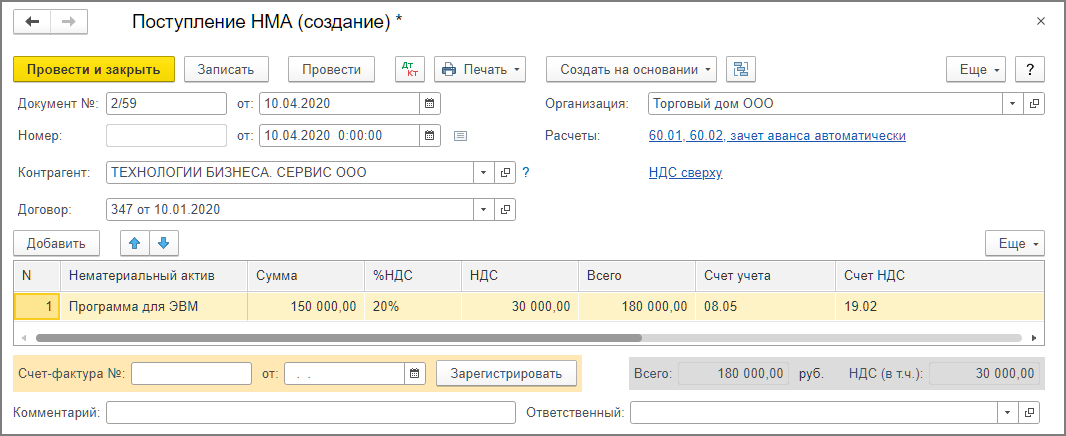 Поступление НМА (создание) *
Провести и закрыть Записать Провести Дт Кт Печать Создать на основании Еще ?
Документ №: 2/59 от: 10.04.2020 Организация: Торговый дом ООО
Номер: от: 10.04.2020 0:00:00 Расчеты: 60.01, 60.02, зачет аванса автоматически
Контрагент: ТЕХНОЛОГИИ БИЗНЕСА. СЕРВИС ООО ? НДС сверху
Договор: 347 от 10.01.2020
Добавить Еще
N Нематериальный актив Сумма %НДС НДС Всего Счет учета Счет НДС
1 Программа для ЭВМ 150 000,00 20% 30 000,00 180 000,00 08.05 19.02
Счет-фактура №: от: . . Зарегистрировать Всего: 180 000,00 руб. НДС (в т.ч.): 30 000,00
Комментарий: Ответственный: